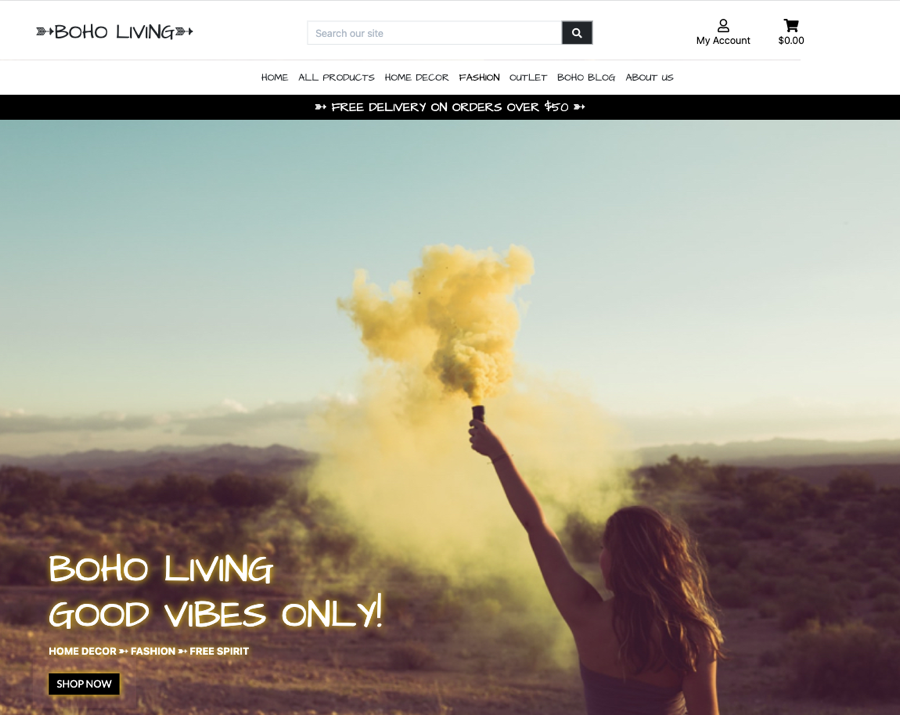 ➳BOHO LIVING➳
Search our site
My Account
$0.00
HOME ALL PRODUCTS HOME DECOR FASHION OUTLET BOHO BLOG ABOUT US
➳ FREE DELIVERY ON ORDERS OVER $50 ➳
BOHO LIVING
GOOD VIBES ONLY!
HOME DECOR ➳ FASHION ➳ FREE SPIRIT
SHOP NOW